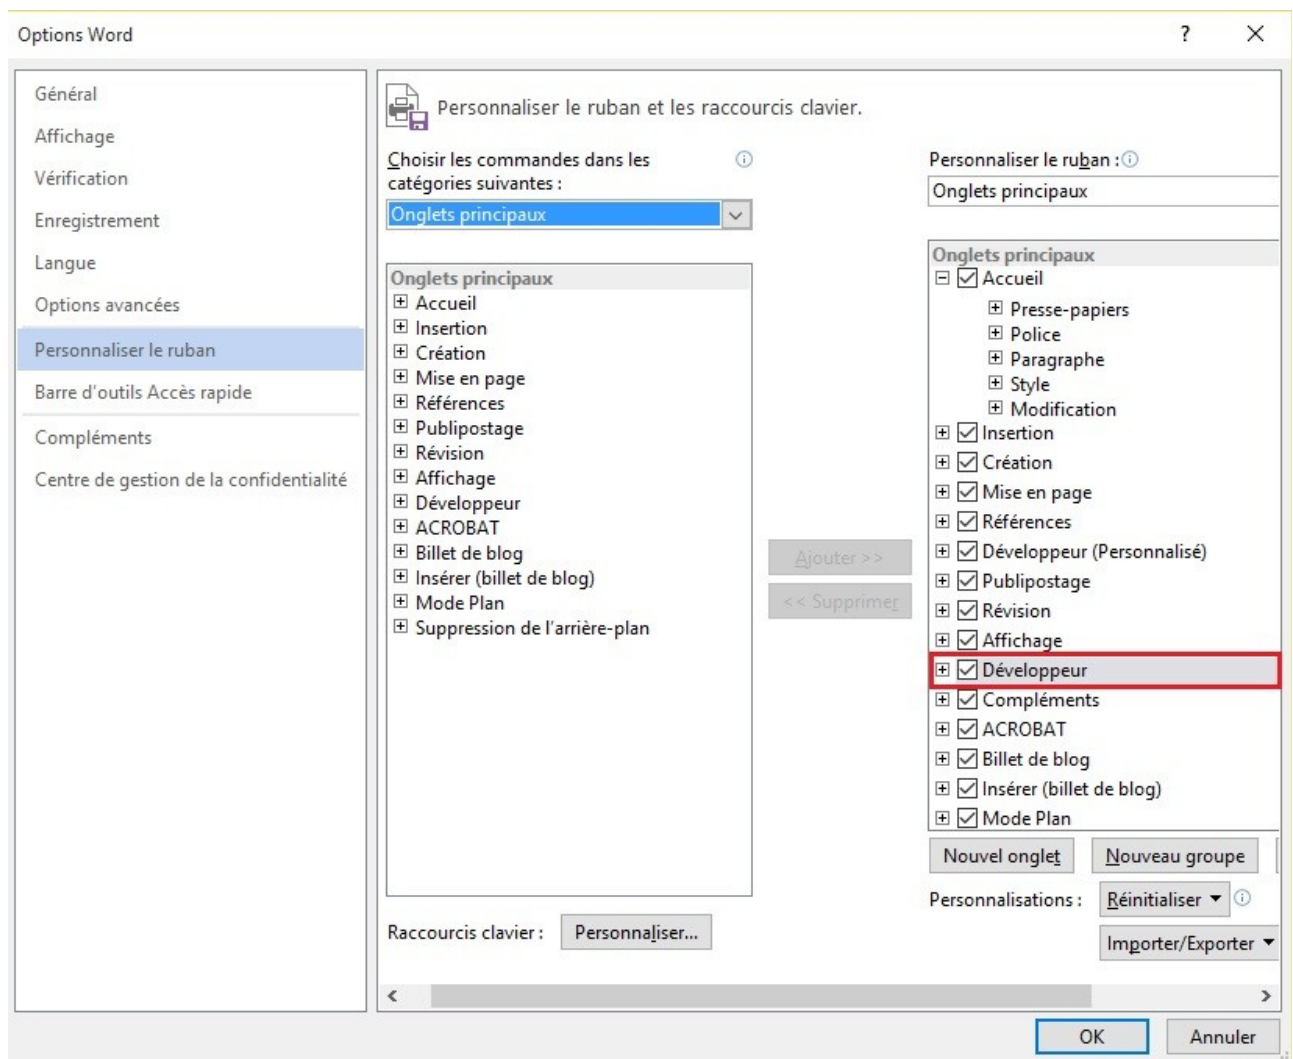 Options Word
?
Général
Affichage
Vérification
Enregistrement
Langue
Options avancées
Personnaliser le ruban
Barre d'outils Accès rapide
Compléments
Centre de gestion de la confidentialité
Personnaliser le ruban et les raccourcis clavier.
Choisir les commandes dans les
catégories suivantes :
Onglets principaux
Onglets principaux
Accueil
Insertion
Création
Mise en page
Références
Publipostage
Révision
Affichage
Développeur
ACROBAT
Billet de blog
Insérer (billet de blog)
Mode Plan
Suppression de l'arrière-plan
Raccourcis clavier :
Personnaliser...
Ajouter >>
<< Supprimer
Personnaliser le ruban :
Onglets principaux
Onglets principaux
Accueil
Presse-papiers
Police
Paragraphe
Style
Modification
Insertion
Création
Mise en page
Références
Développeur (Personnalisé)
Publipostage
Révision
Affichage
Développeur
Compléments
ACROBAT
Billet de blog
Insérer (billet de blog)
Mode Plan
Nouvel onglet
Nouveau groupe
Personnalisations :
Réinitialiser
Importer/Exporter
OK
Annuler